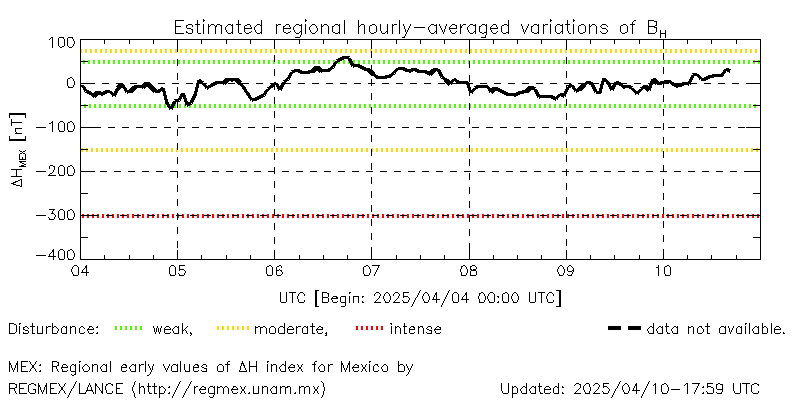 Estimated regional hourly-averaged variations of BH
100
0
-100
-200
-300
-400
ΔHMEX [nT]
04 05 06 07 08 09 10
UTC [Begin: 2025/04/04 00:00 UTC]
Disturbance: weak, moderate, intense data not available.
MEX: Regional early values of ΔH index for Mexico by
REGMEX/LANCE (http://regmex.unam.mx) Updated: 2025/04/10-17:59 UTC